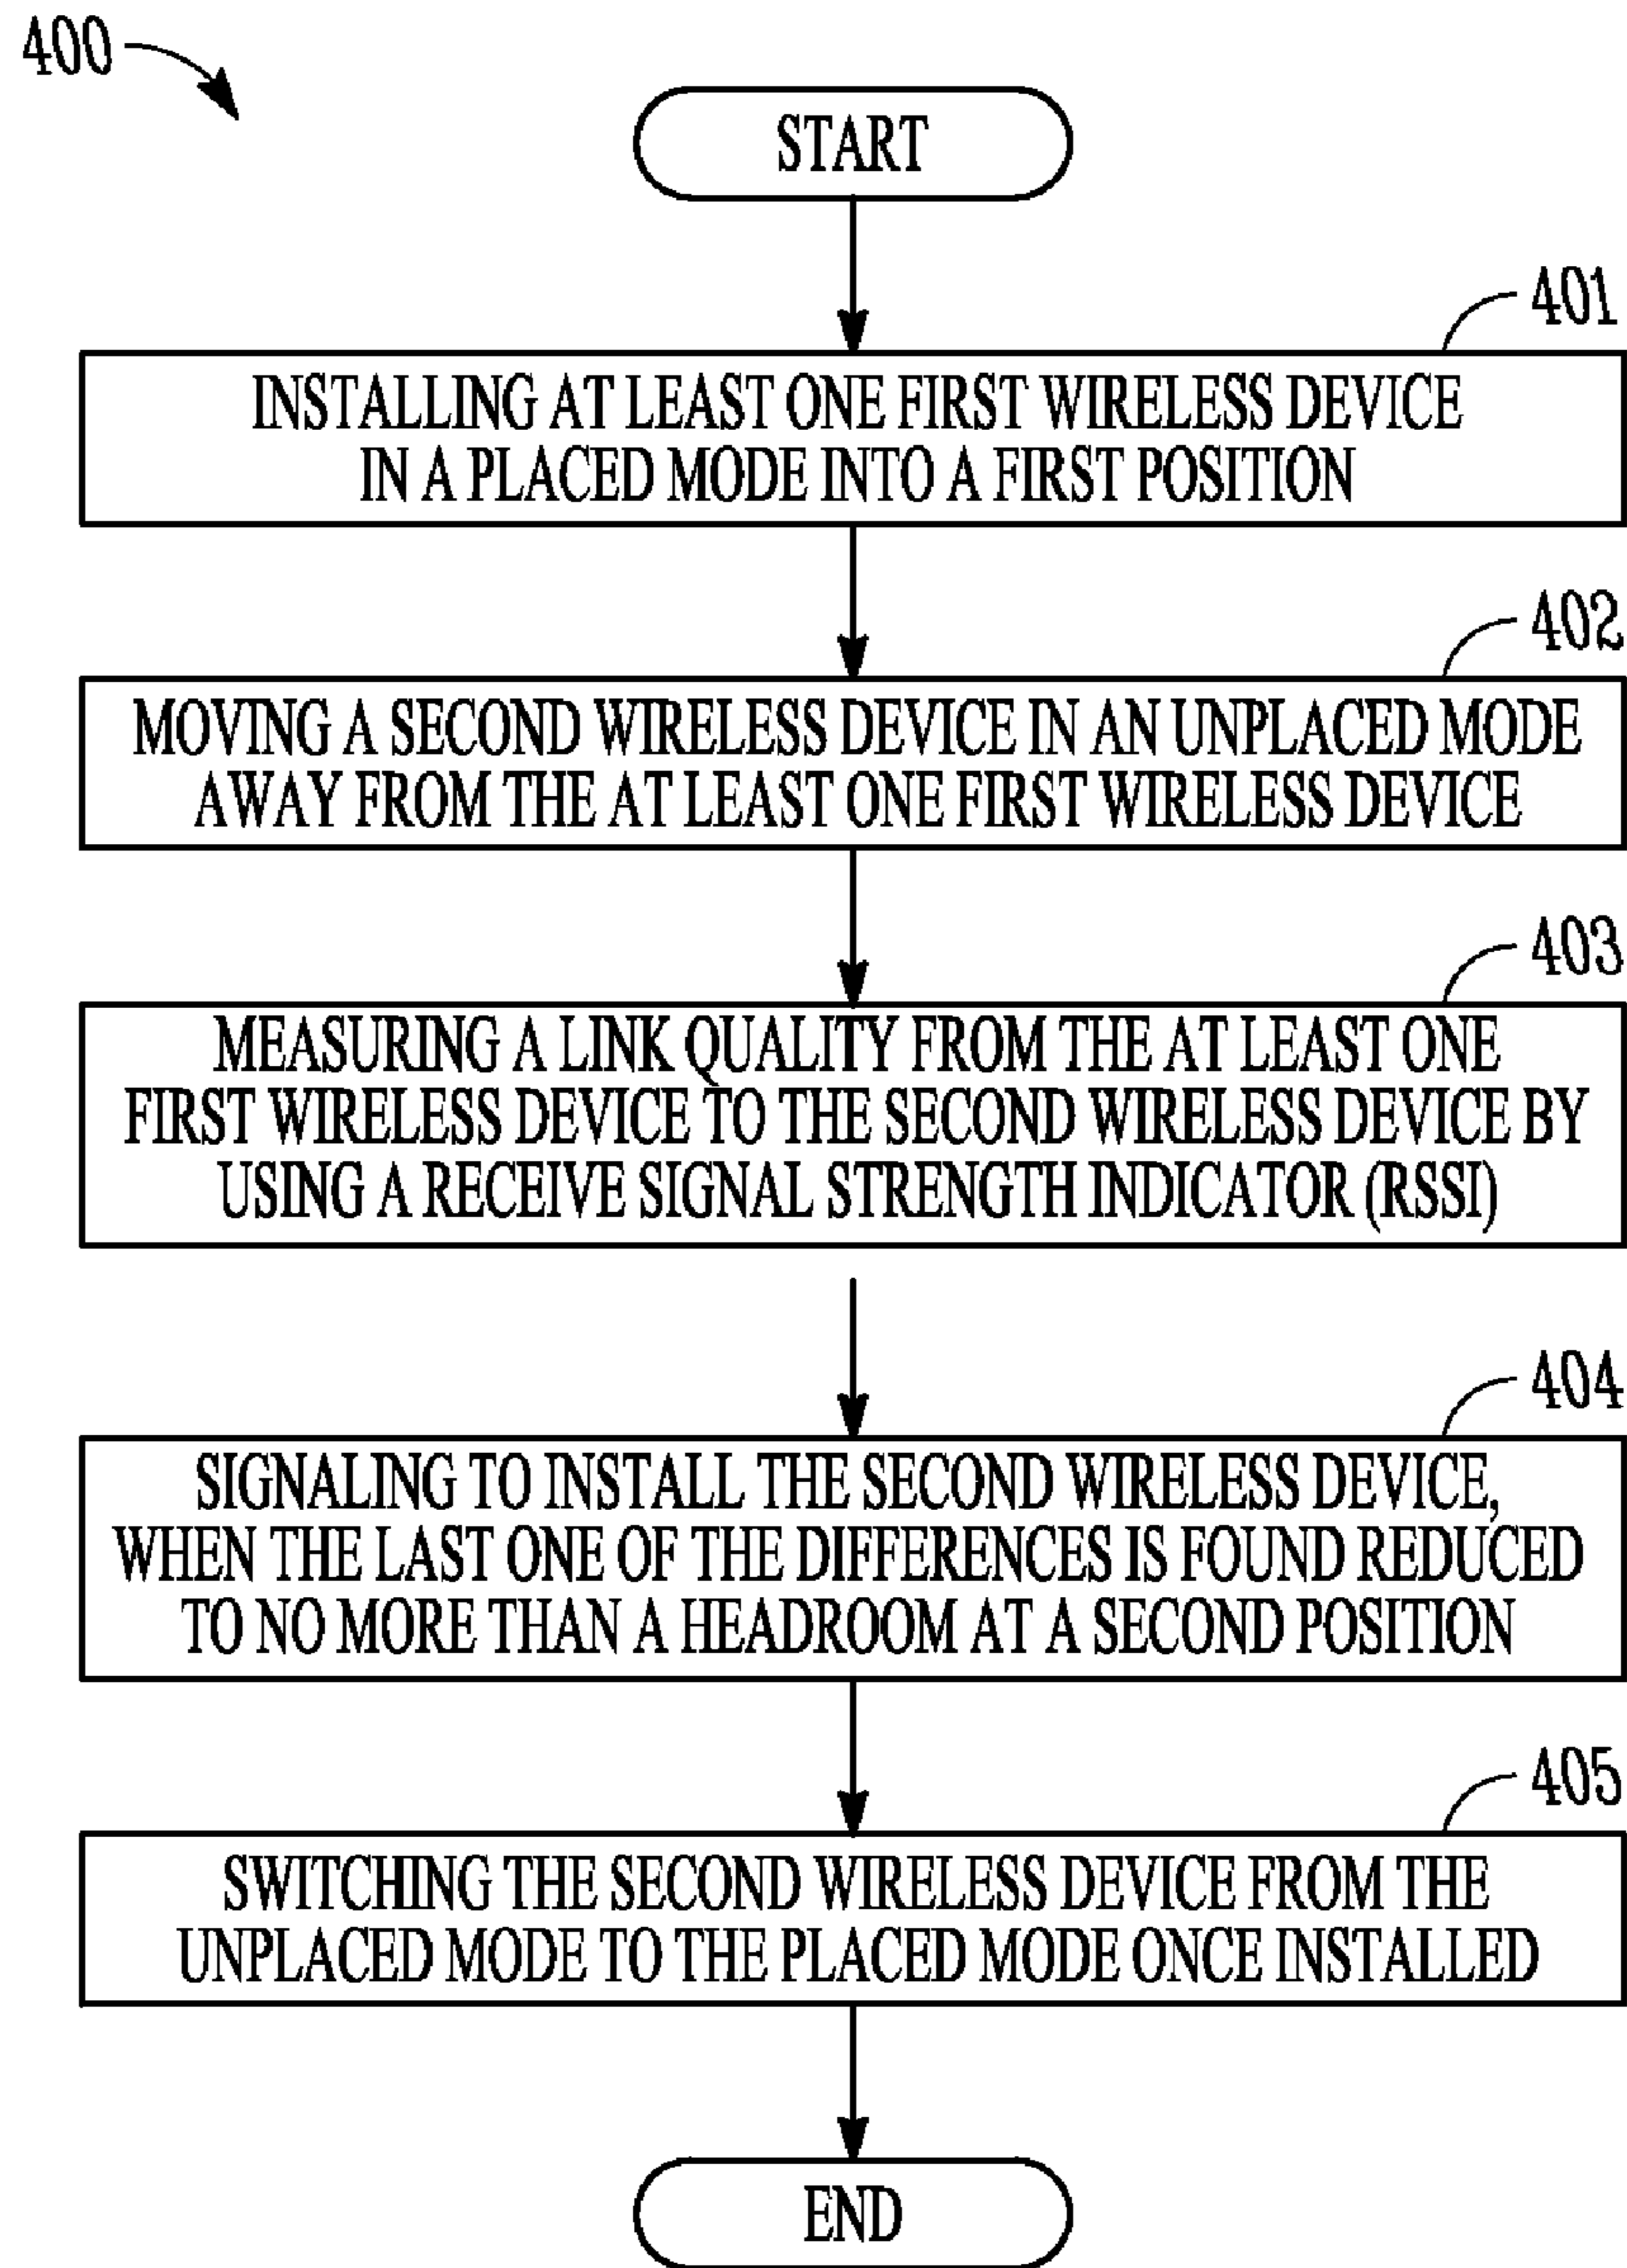 400
START
401
INSTALLING AT LEAST ONE FIRST WIRELESS DEVICE
IN A PLACED MODE INTO A FIRST POSITION
402
MOVING A SECOND WIRELESS DEVICE IN AN UNPLACED MODE
AWAY FROM THE AT LEAST ONE FIRST WIRELESS DEVICE
403
MEASURING A LINK QUALITY FROM THE AT LEAST ONE
FIRST WIRELESS DEVICE TO THE SECOND WIRELESS DEVICE BY
USING A RECEIVE SIGNAL STRENGTH INDICATOR (RSSI)
404
SIGNALING TO INSTALL THE SECOND WIRELESS DEVICE,
WHEN THE LAST ONE OF THE DIFFERENCES IS FOUND REDUCED
TO NO MORE THAN A HEADROOM AT A SECOND POSITION
405
SWITCHING THE SECOND WIRELESS DEVICE FROM THE
UNPLACED MODE TO THE PLACED MODE ONCE INSTALLED
END